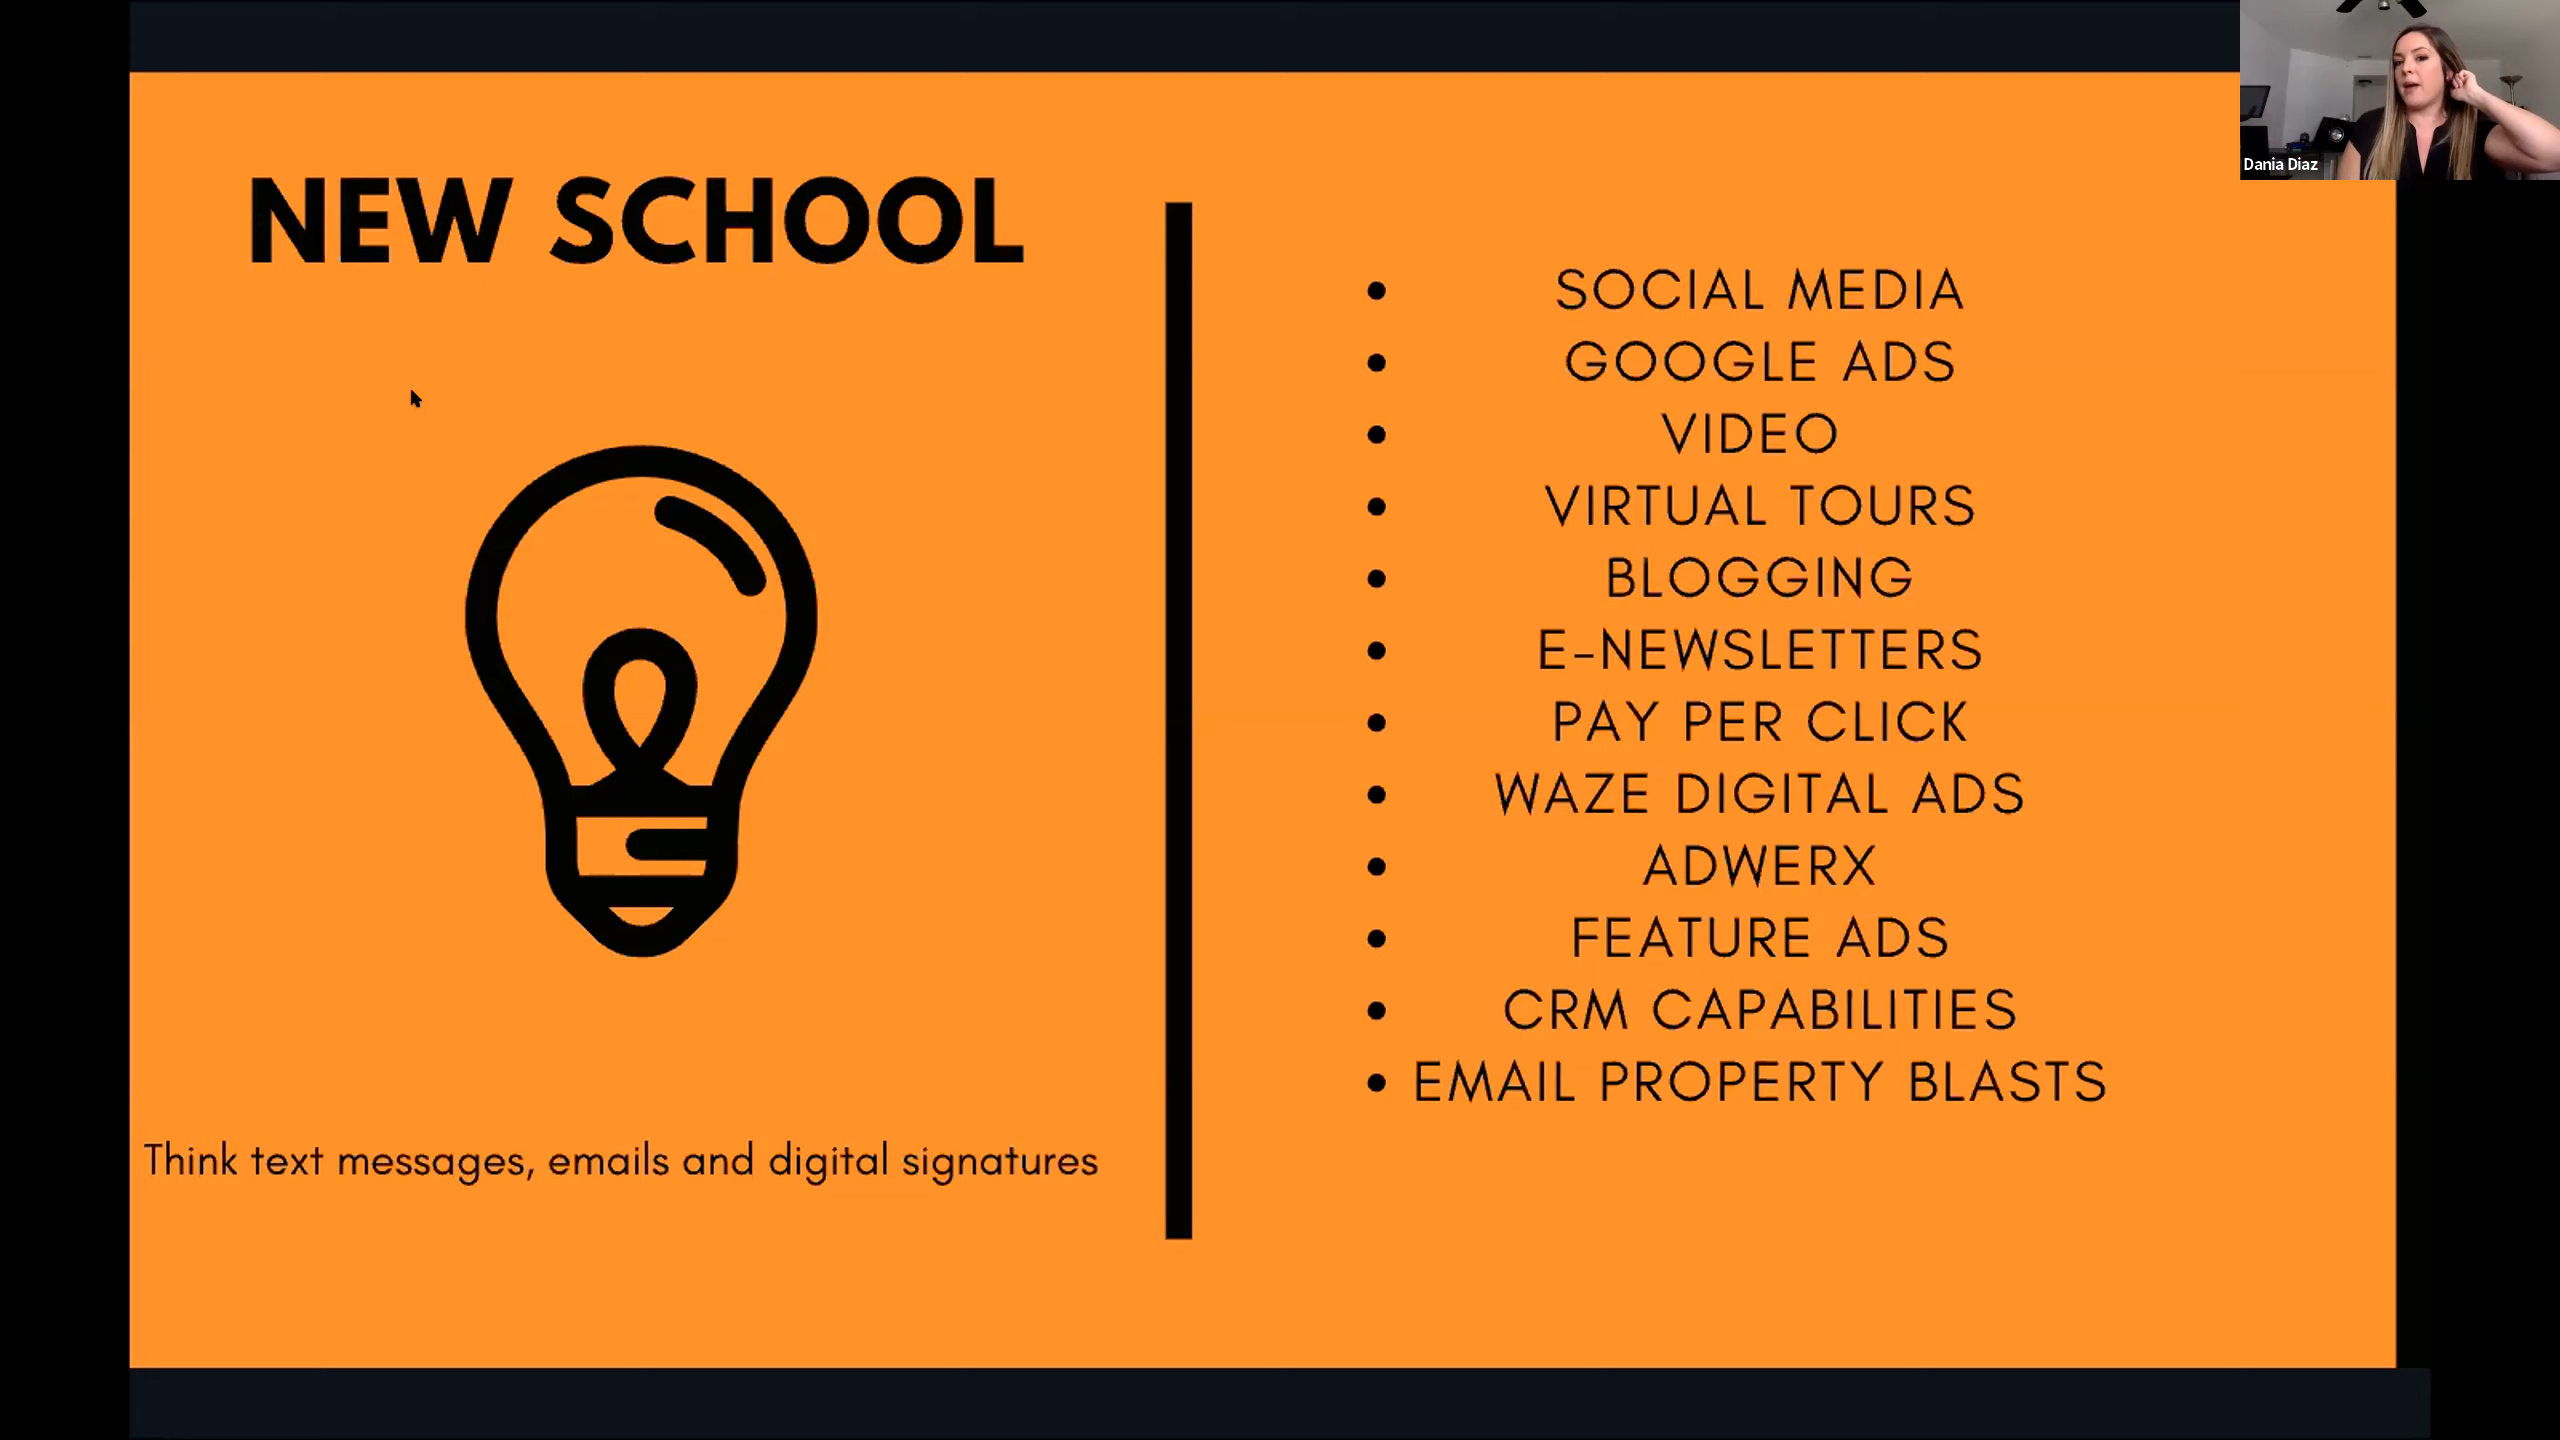 NEW SCHOOL
Think text messages, emails and digital signatures
SOCIAL MEDIA
GOOGLE ADS
VIDEO
VIRTUAL TOURS
BLOGGING
E-NEWSLETTERS
PAY PER CLICK
WAZE DIGITAL ADS
ADWERX
FEATURE ADS
CRM CAPABILITIES
EMAIL PROPERTY BLASTS
Dania Diaz